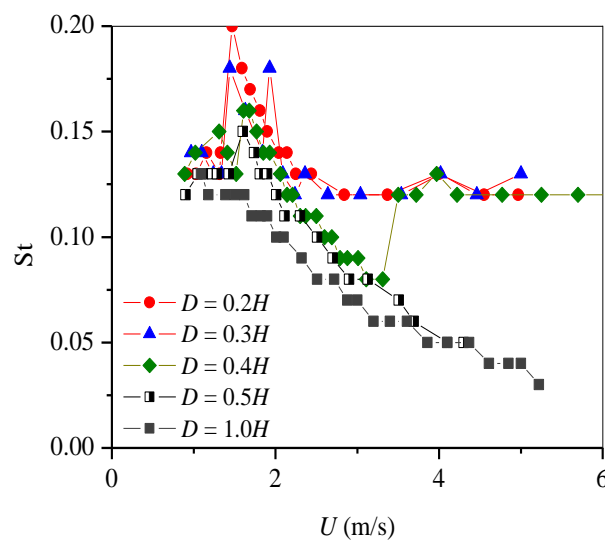 0.20
0.15
St
0.10
0.05
0.00
D = 0.2H
D = 0.3H
D = 0.4H
D = 0.5H
D = 1.0H
0 2 4 6
U (m/s)